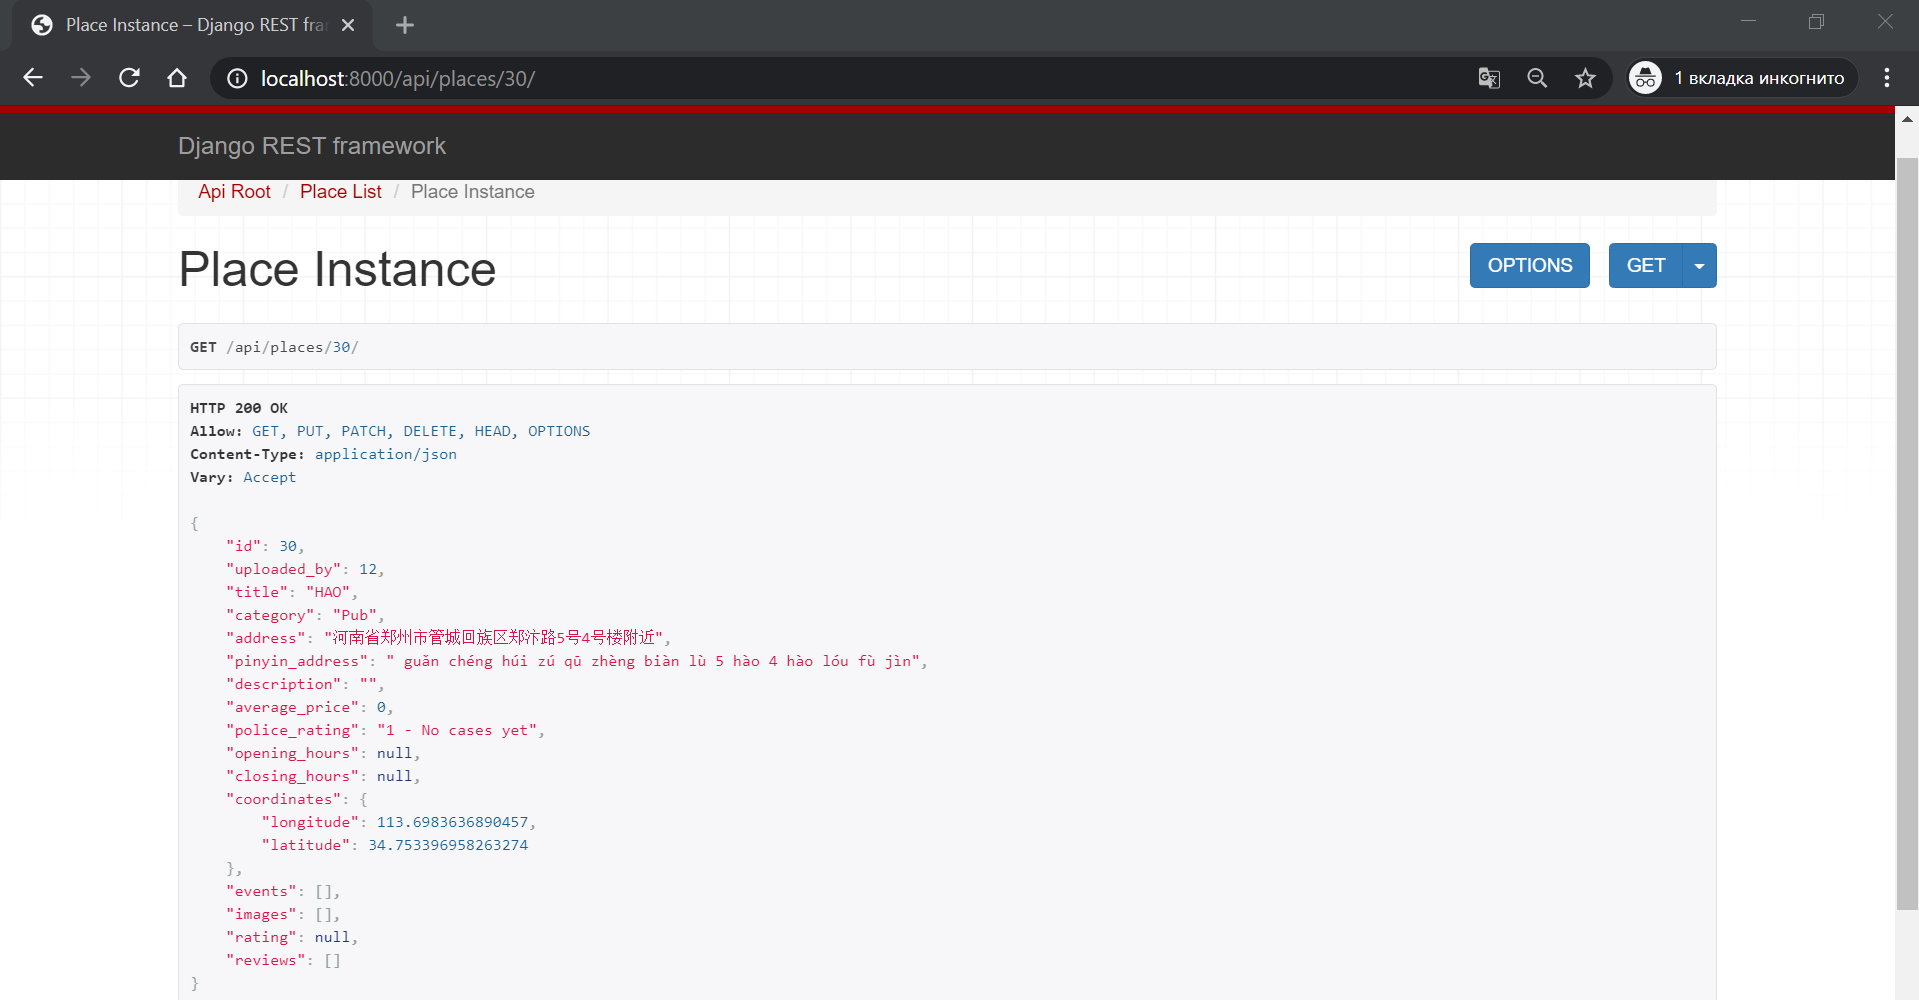 Place Instance – Django REST fra
localhost:8000/api/places/30/
1 вкладка инкогнито
Django REST framework
Api Root / Place List / Place Instance
Place Instance
OPTIONS
GET
GET /api/places/30/
HTTP 200 OK
Allow: GET, PUT, PATCH, DELETE, HEAD, OPTIONS
Content-Type: application/json
Vary: Accept
{
    "id": 30,
    "uploaded_by": 12,
    "title": "HAO",
    "category": "Pub",
    "address": "河南省郑州市管城回族区郑汴路5号4号楼附近",
    "pinyin_address": " guǎn chéng húi zú qū zhèng biàn lù 5 hào 4 hào lóu fù jìn",
    "description": "",
    "average_price": 0,
    "police_rating": "1 - No cases yet",
    "opening_hours": null,
    "closing_hours": null,
    "coordinates": {
        "longitude": 113.6983636890457,
        "latitude": 34.753396958263274
    },
    "events": [],
    "images": [],
    "rating": null,
    "reviews": []
}